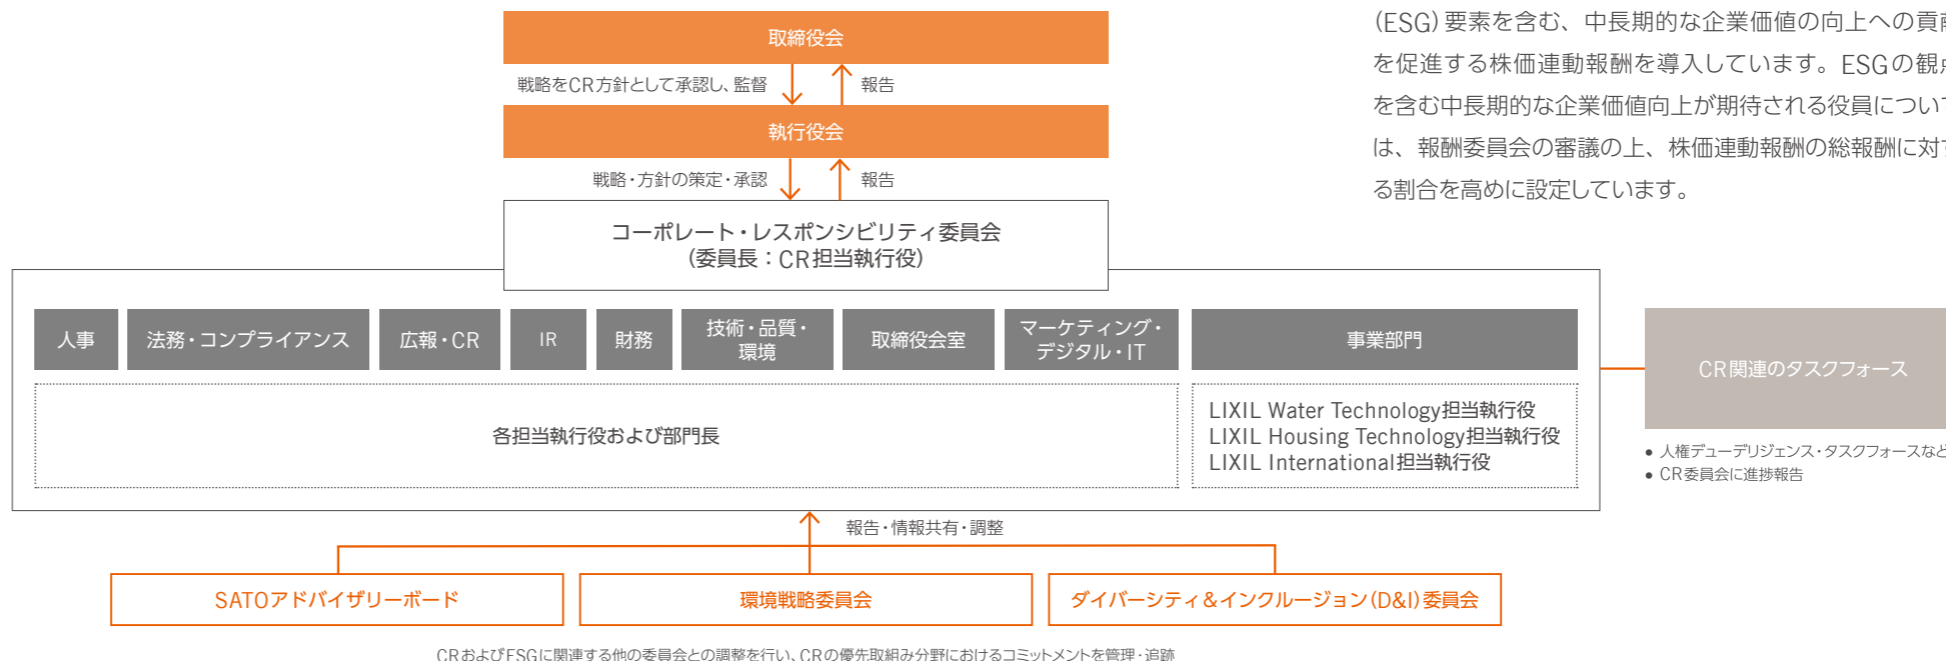 取締役会
戦略をCR方針として承認し、監督
報告
執行役会
戦略・方針の策定・承認
報告
コーポレート・レスポンシビリティ委員会
(委員長：CR担当執行役)
人事
法務・コンプライアンス
広報・CR
IR
財務
技術・品質・
環境
取締役会室
マーケティング・
デジタル・IT
事業部門
各担当執行役および部門長
LIXIL Water Technology担当執行役
LIXIL Housing Technology担当執行役
LIXIL International担当執行役
CR関連のタスクフォース
● 人権デューデリジェンス・タスクフォースなど
● CR委員会に進捗報告
報告・情報共有・調整
SATOアドバイザリーボード
環境戦略委員会
ダイバーシティ＆インクルージョン(D&I)委員会
CRおよびESGに関連する他の委員会との調整を行い、CRの優先取組み分野におけるコミットメントを管理・追跡
(ESG)要素を含む、中長期的な企業価値の向上への貢献
を促進する株価連動報酬を導入しています。ESGの観点
を含む中長期的な企業価値向上が期待される役員について
は、報酬委員会の審議の上、株価連動報酬の総報酬に対す
る割合を高めに設定しています。